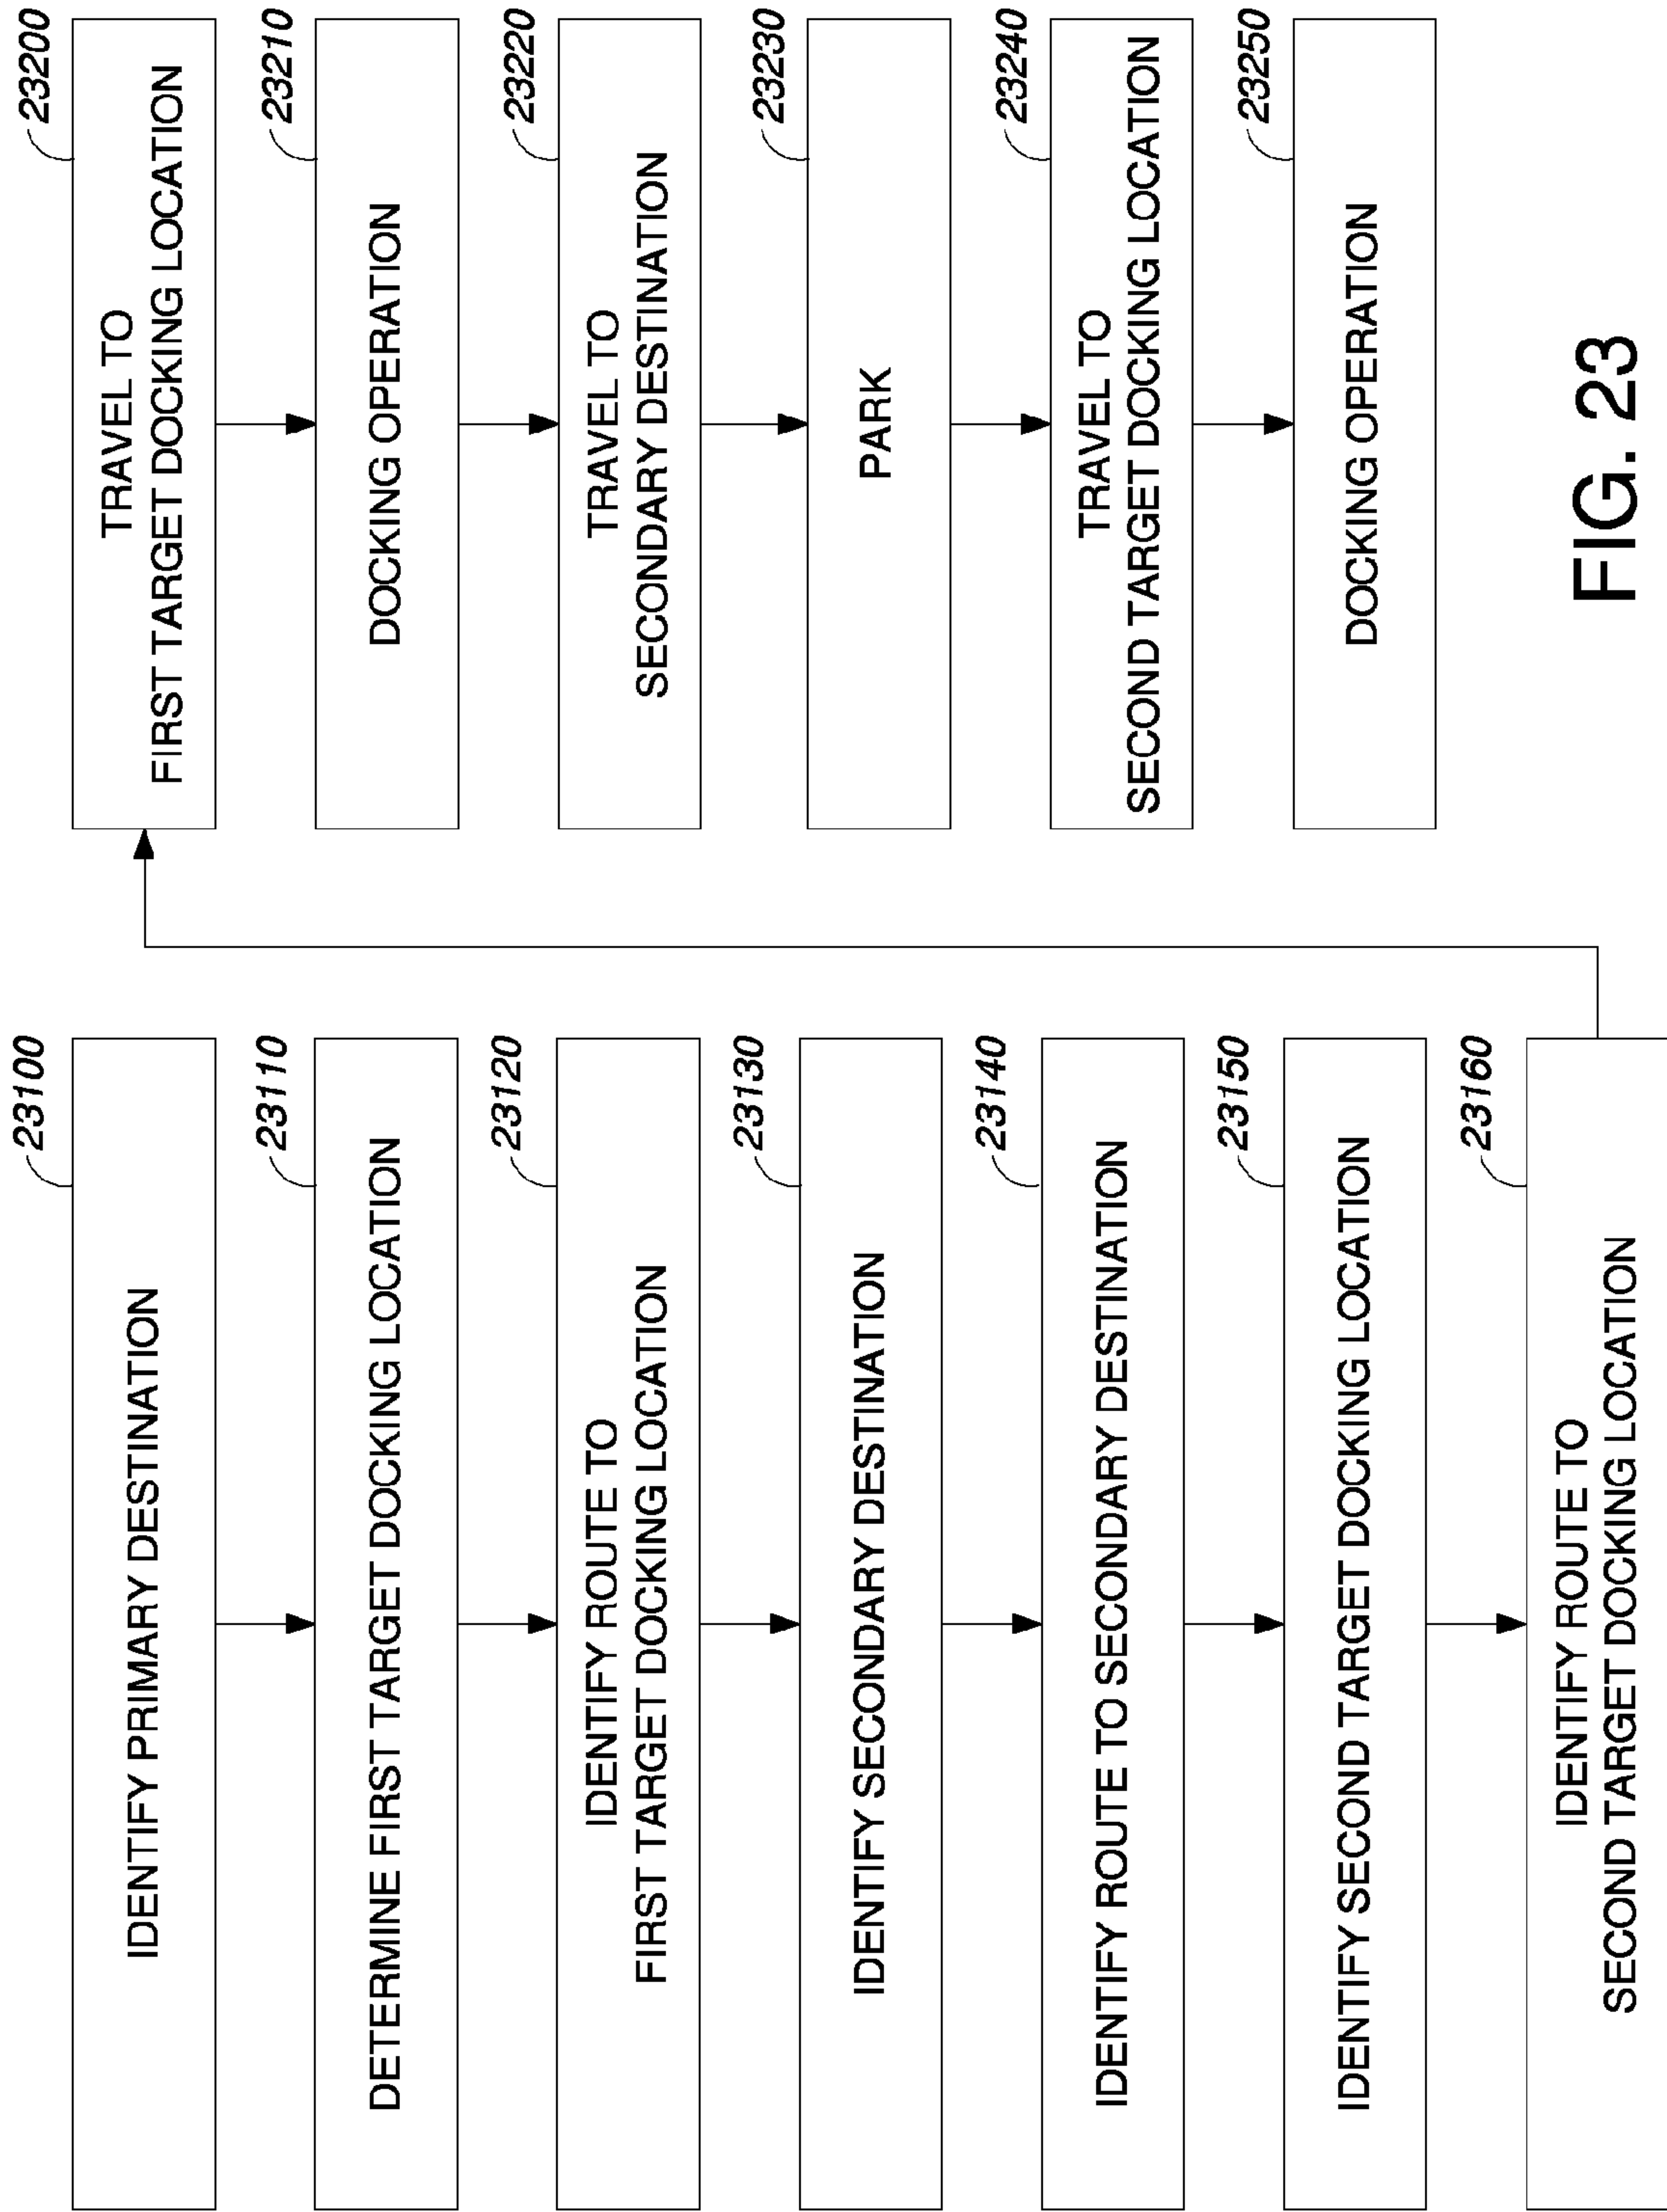 23100
IDENTIFY PRIMARY DESTINATION
23110
DETERMINE FIRST TARGET DOCKING LOCATION
23120
IDENTIFY ROUTE TO
FIRST TARGET DOCKING LOCATION
23130
IDENTIFY SECONDARY DESTINATION
23140
IDENTIFY ROUTE TO SECONDARY DESTINATION
23150
IDENTIFY SECOND TARGET DOCKING LOCATION
23160
IDENTIFY ROUTE TO
SECOND TARGET DOCKING LOCATION
23200
TRAVEL TO
FIRST TARGET DOCKING LOCATION
23210
DOCKING OPERATION
23220
TRAVEL TO
SECONDARY DESTINATION
23230
PARK
23240
TRAVEL TO
SECOND TARGET DOCKING LOCATION
23250
DOCKING OPERATION
FIG. 23